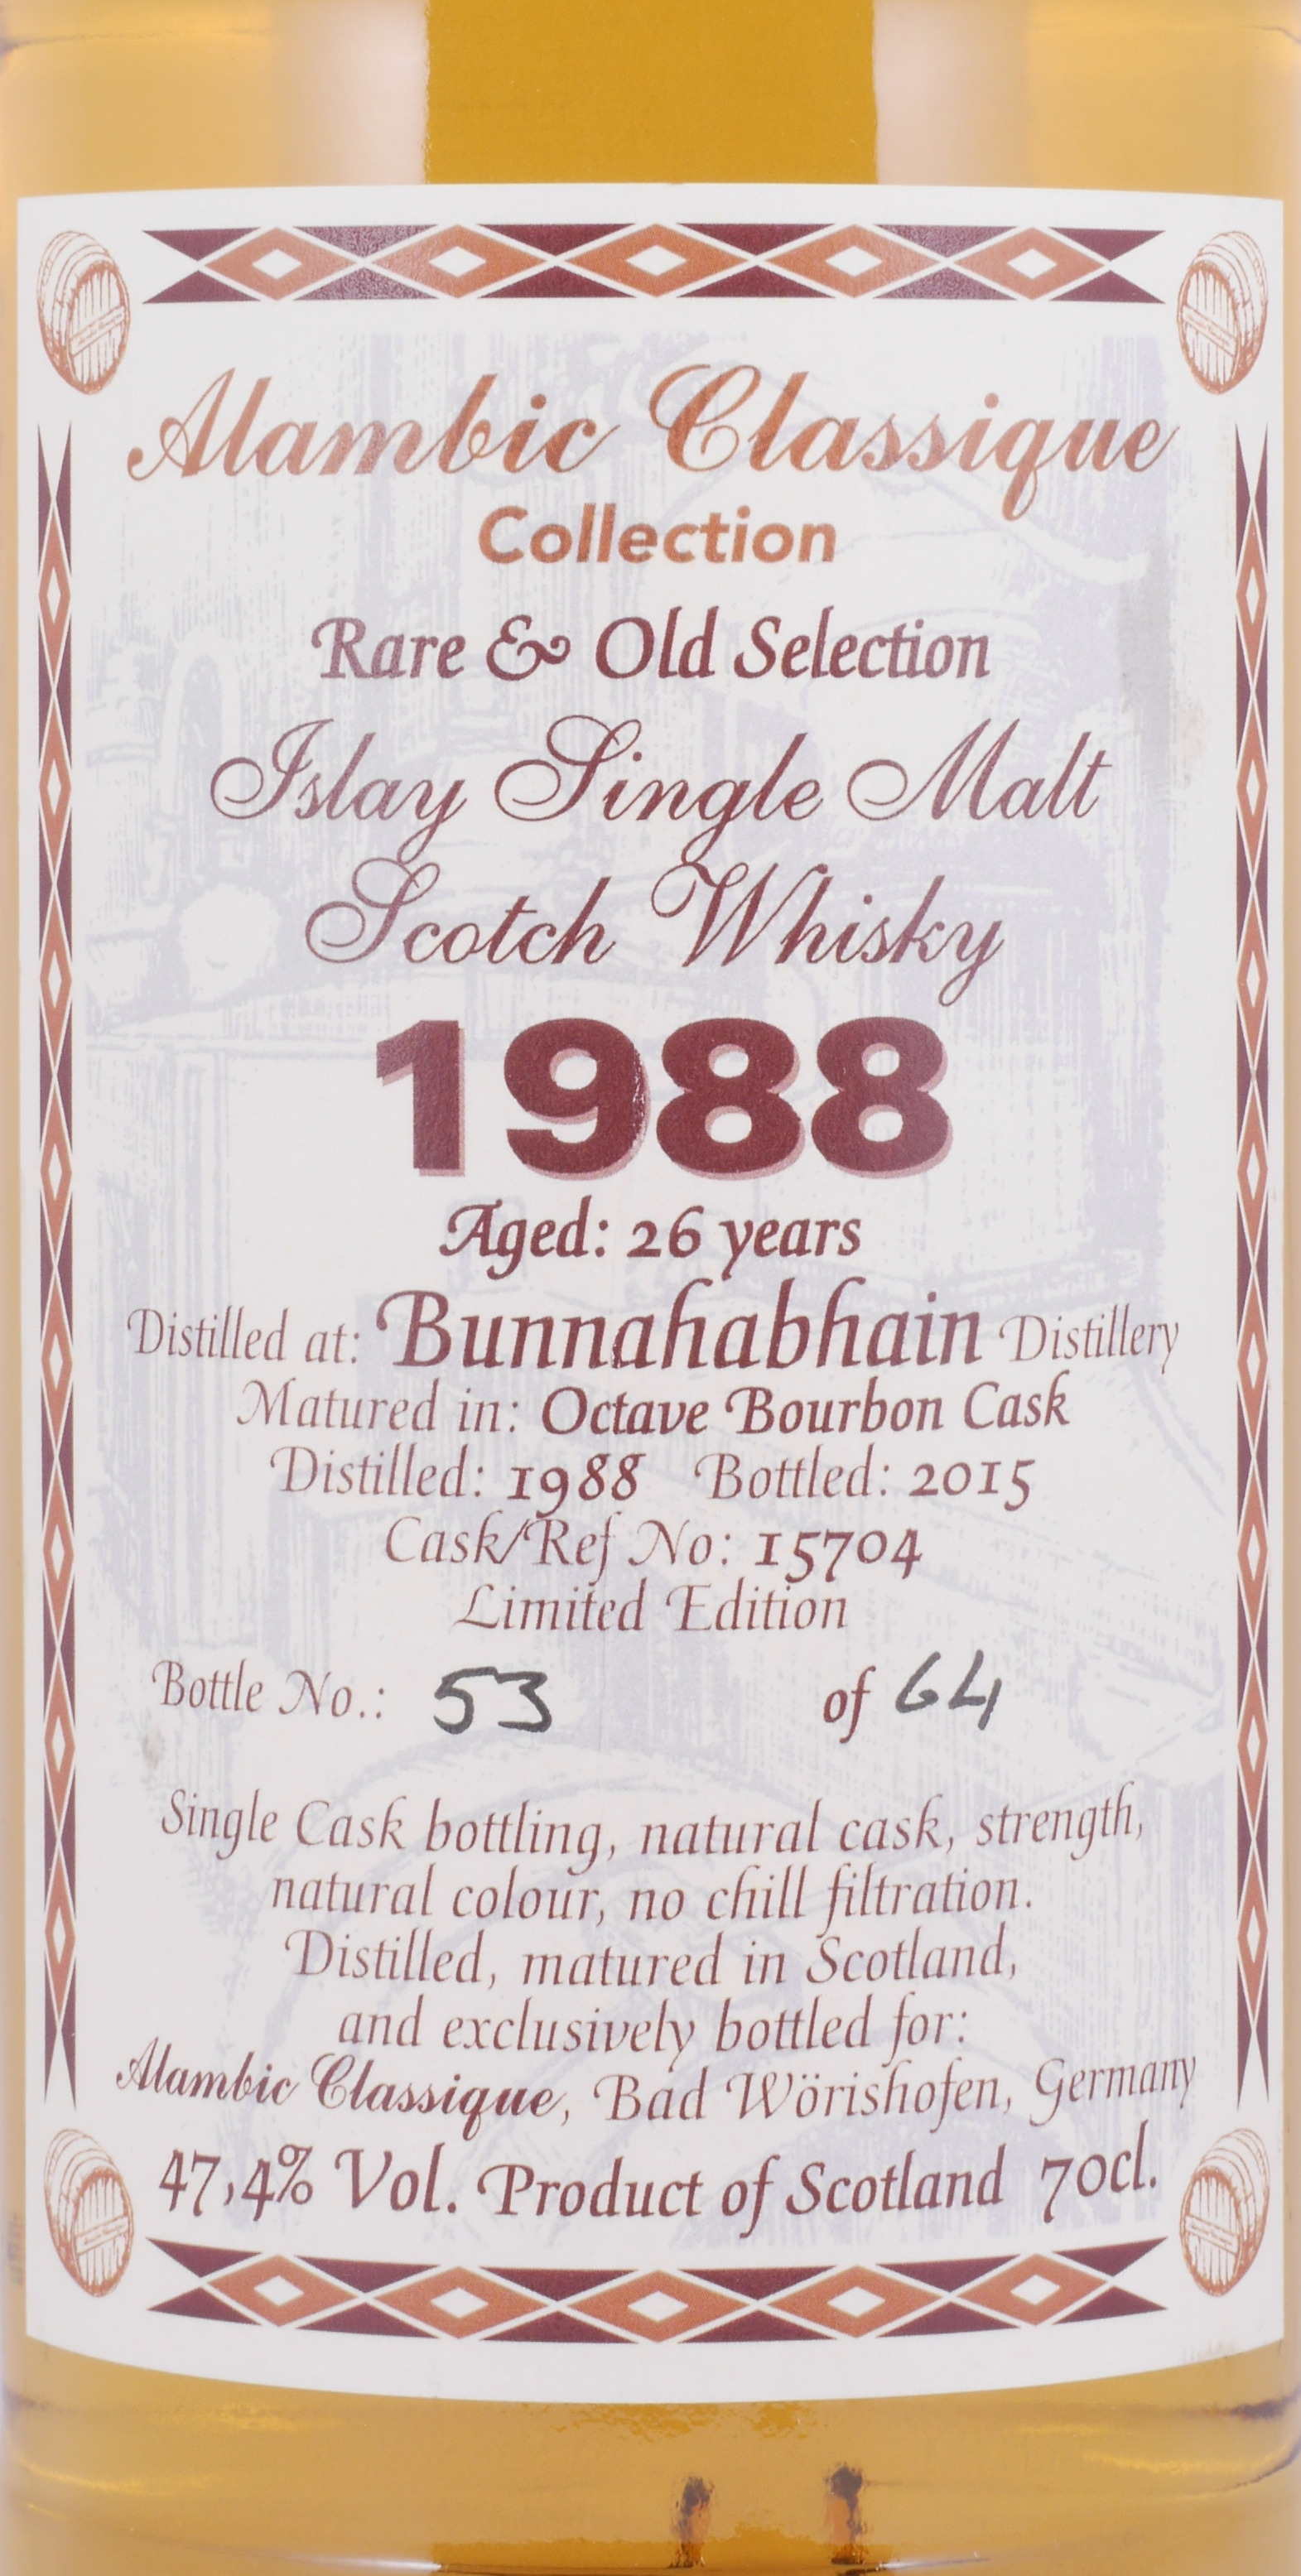 Alambic Classique
Collection
Rare & Old Selection
Islay Single Malt
Scotch Whisky
1988
Aged: 26 years
Distilled at: Bunnahabhain Distillery
Matured in: Octave Bourbon Cask
Distilled: 1988 Bottled: 2015
Cask/Ref No: 15704
Limited Edition
Bottle No.: 53 of 64
Single Cask bottling, natural cask, strength,
natural colour, no chill filtration.
Distilled, matured in Scotland,
and exclusively bottled for:
Alambic Classique, Bad Wörishofen, Germany
47,4% Vol. Product of Scotland 70cl.